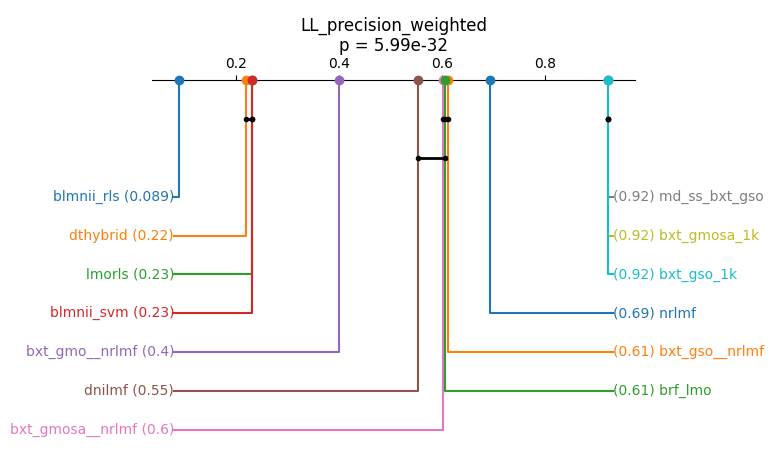 LL_precision_weighted
p = 5.99e-32
0.2 0.4 0.6 0.8
blmnii_rls (0.089) (0.92) md_ss_bxt_gso
dthybrid (0.22) (0.92) bxt_gmosa_1k
lmorls (0.23) (0.92) bxt_gso_1k
blmnii_svm (0.23) (0.69) nrlmf
bxt_gmo__nrlmf (0.4) (0.61) bxt_gso__nrlmf
dnilmf (0.55) (0.61) brf_lmo
bxt_gmosa__nrlmf (0.6)